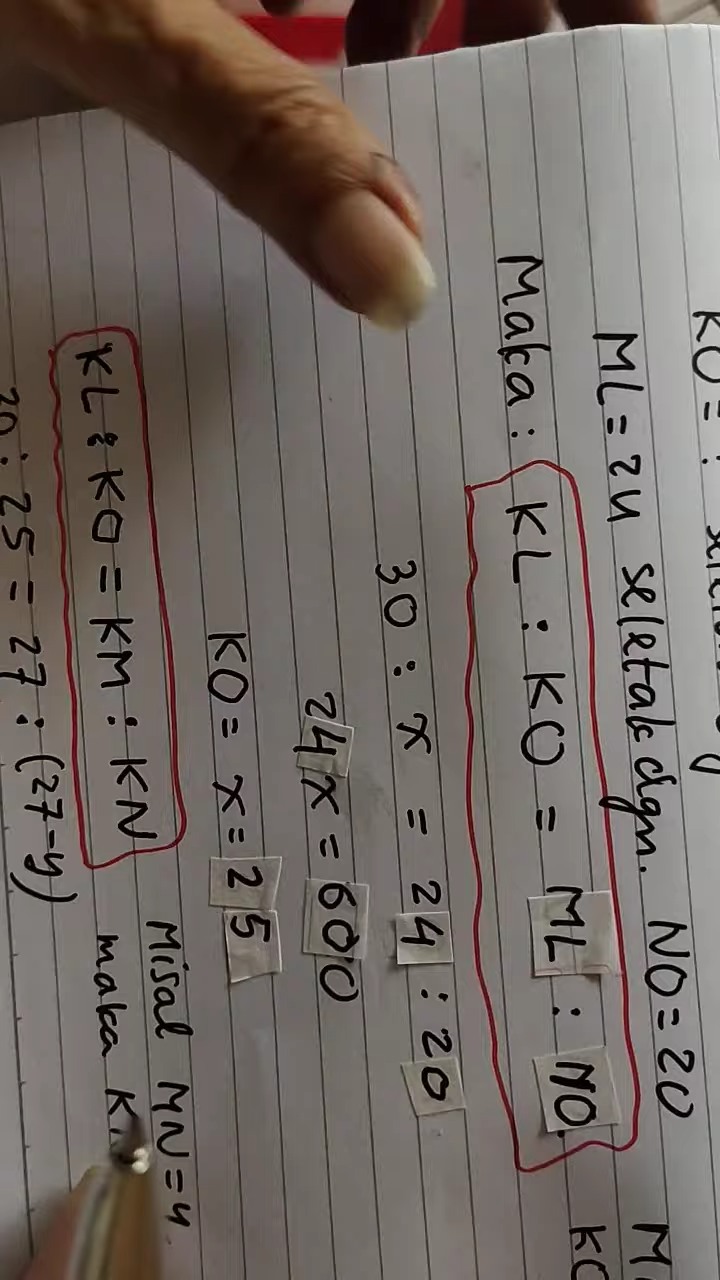 KO = ?
ML = 24 seletak dgn. NO = 20
Maka : KL : KO = ML : NO.
30 : x = 24 : 20
24x = 600
KO = x = 25
Misal MN = y
KL : KO = KM : KN maka
: 25 = 27 : (27-y)